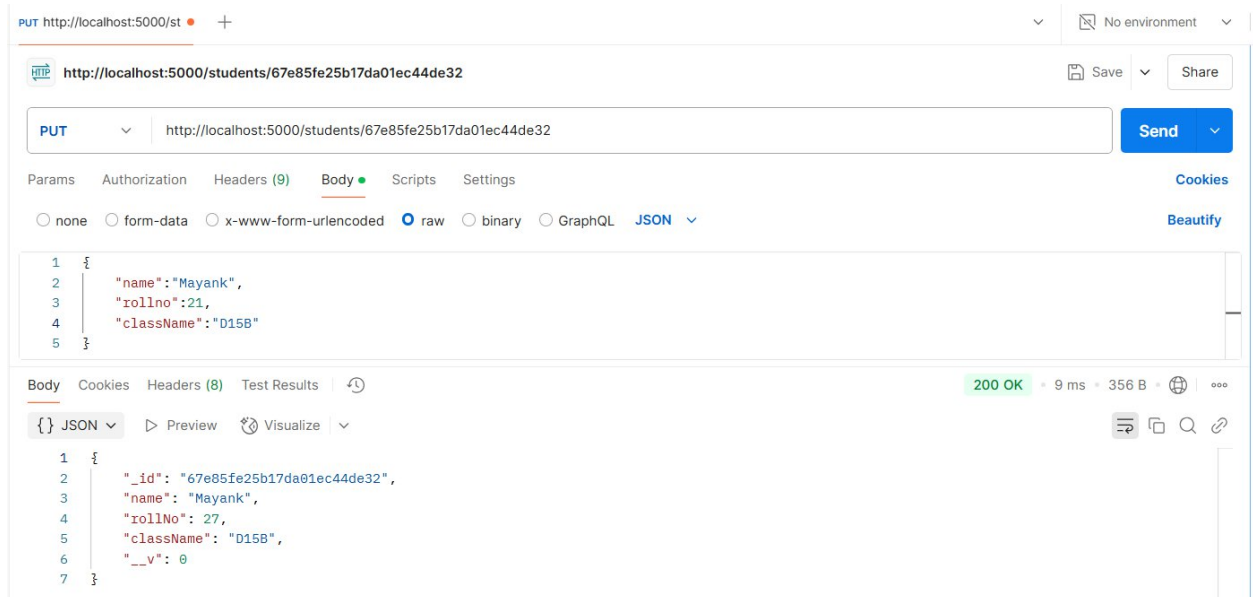 PUT http://localhost:5000/st
No environment
HTTP http://localhost:5000/students/67e85fe25b17da01ec44de32 Save Share
PUT http://localhost:5000/students/67e85fe25b17da01ec44de32 Send
Params Authorization Headers (9) Body Scripts Settings Cookies
none form-data x-www-form-urlencoded raw binary GraphQL JSON Beautify
1 {
2 "name":"Mayank",
3 "rollno":21,
4 "className":"D15B"
5 }
Body Cookies Headers (8) Test Results 200 OK • 9 ms • 356 B •
{} JSON Preview Visualize
1 {
2 "_id": "67e85fe25b17da01ec44de32",
3 "name": "Mayank",
4 "rollNo": 27,
5 "className": "D15B",
6 "__v": 0
7 }